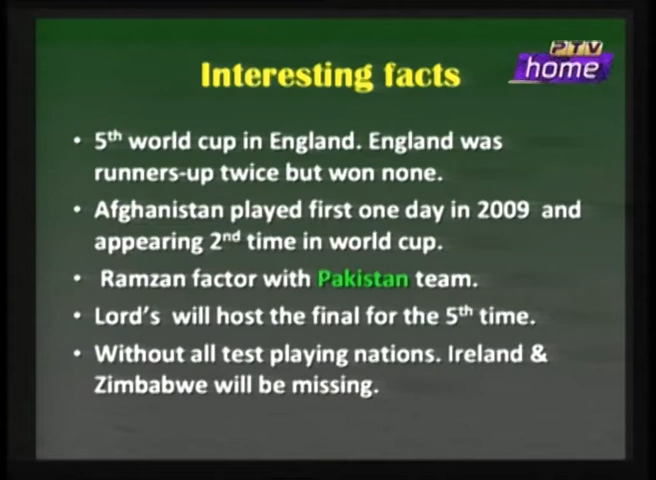 PTV
home
Interesting facts
• 5th world cup in England. England was
runners-up twice but won none.
• Afghanistan played first one day in 2009 and
appearing 2nd time in world cup.
• Ramzan factor with Pakistan team.
• Lord's will host the final for the 5th time.
• Without all test playing nations. Ireland &
Zimbabwe will be missing.